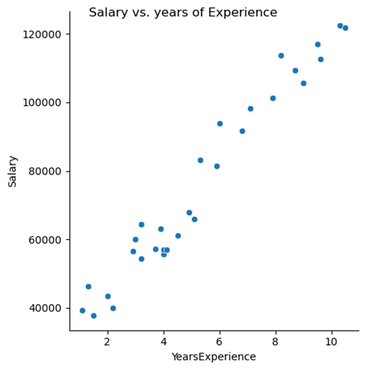 Salary vs. years of Experience
120000
100000
80000
60000
40000
Salary
2 4 6 8 10
YearsExperience